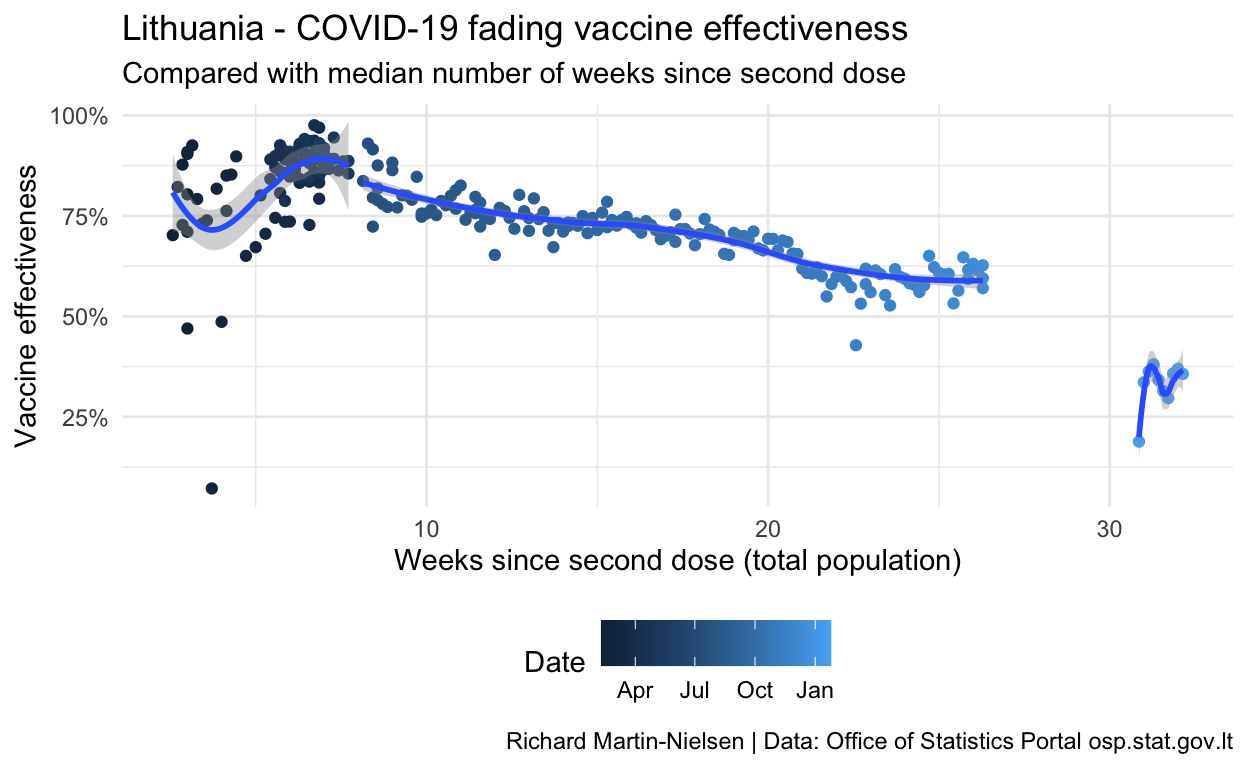 Lithuania - COVID-19 fading vaccine effectiveness
Compared with median number of weeks since second dose
100%
75%
50%
25%
Vaccine effectiveness
10 20 30
Weeks since second dose (total population)
Date
Apr Jul Oct Jan
Richard Martin-Nielsen | Data: Office of Statistics Portal osp.stat.gov.lt